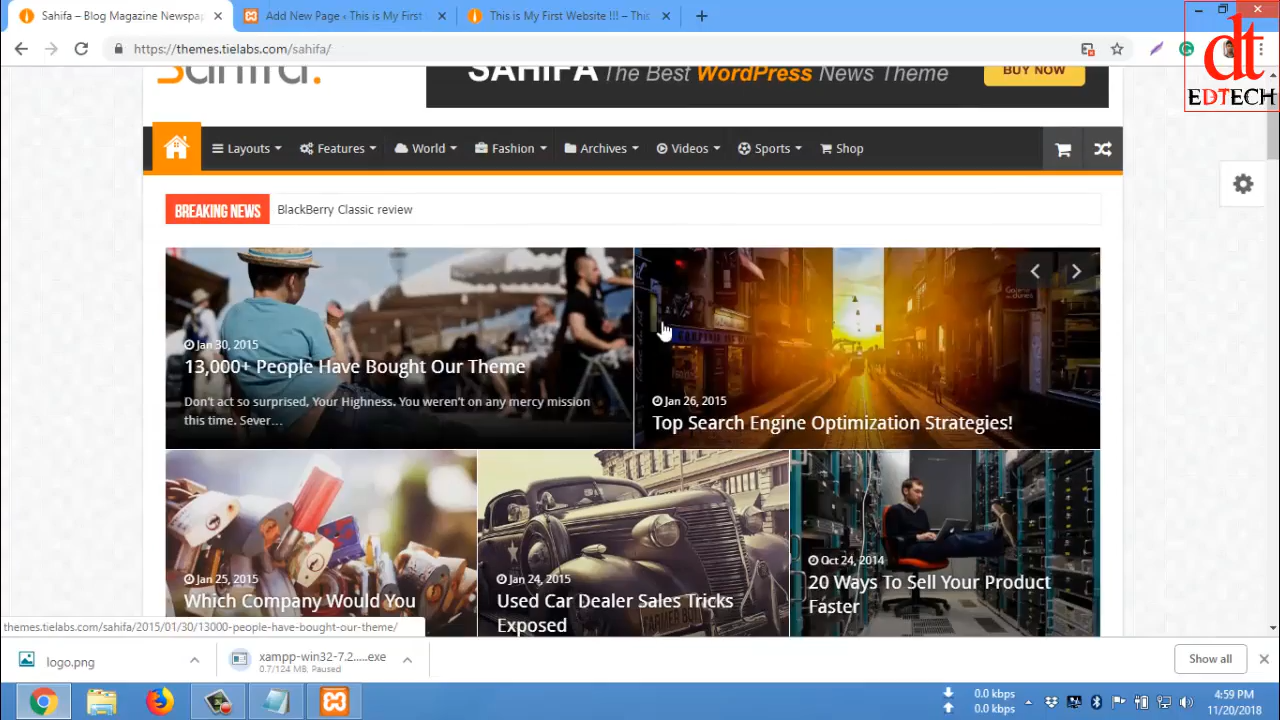 Sahifa – Blog Magazine Newspap
Add New Page ‹ This is My First
This is My First Website !!! – This
https://themes.tielabs.com/sahifa/
dt
EDTECH
Sahifa.
SAHIFA The Best WordPress News Theme
BUY NOW
Layouts
Features
World
Fashion
Archives
Videos
Sports
Shop
BREAKING NEWS
BlackBerry Classic review
Jan 30, 2015
13,000+ People Have Bought Our Theme
Don't act so surprised, Your Highness. You weren't on any mercy mission
this time. Sever…
Jan 26, 2015
Top Search Engine Optimization Strategies!
Jan 25, 2015
Which Company Would You
Jan 24, 2015
Used Car Dealer Sales Tricks
Exposed
Oct 24, 2014
20 Ways To Sell Your Product
Faster
themes.tielabs.com/sahifa/2015/01/30/13000-people-have-bought-our-theme/
logo.png
xampp-win32-7.2.....exe
0.7/124 MB, Paused
Show all
0.0 kbps
0.0 kbps
4:59 PM
11/20/2018